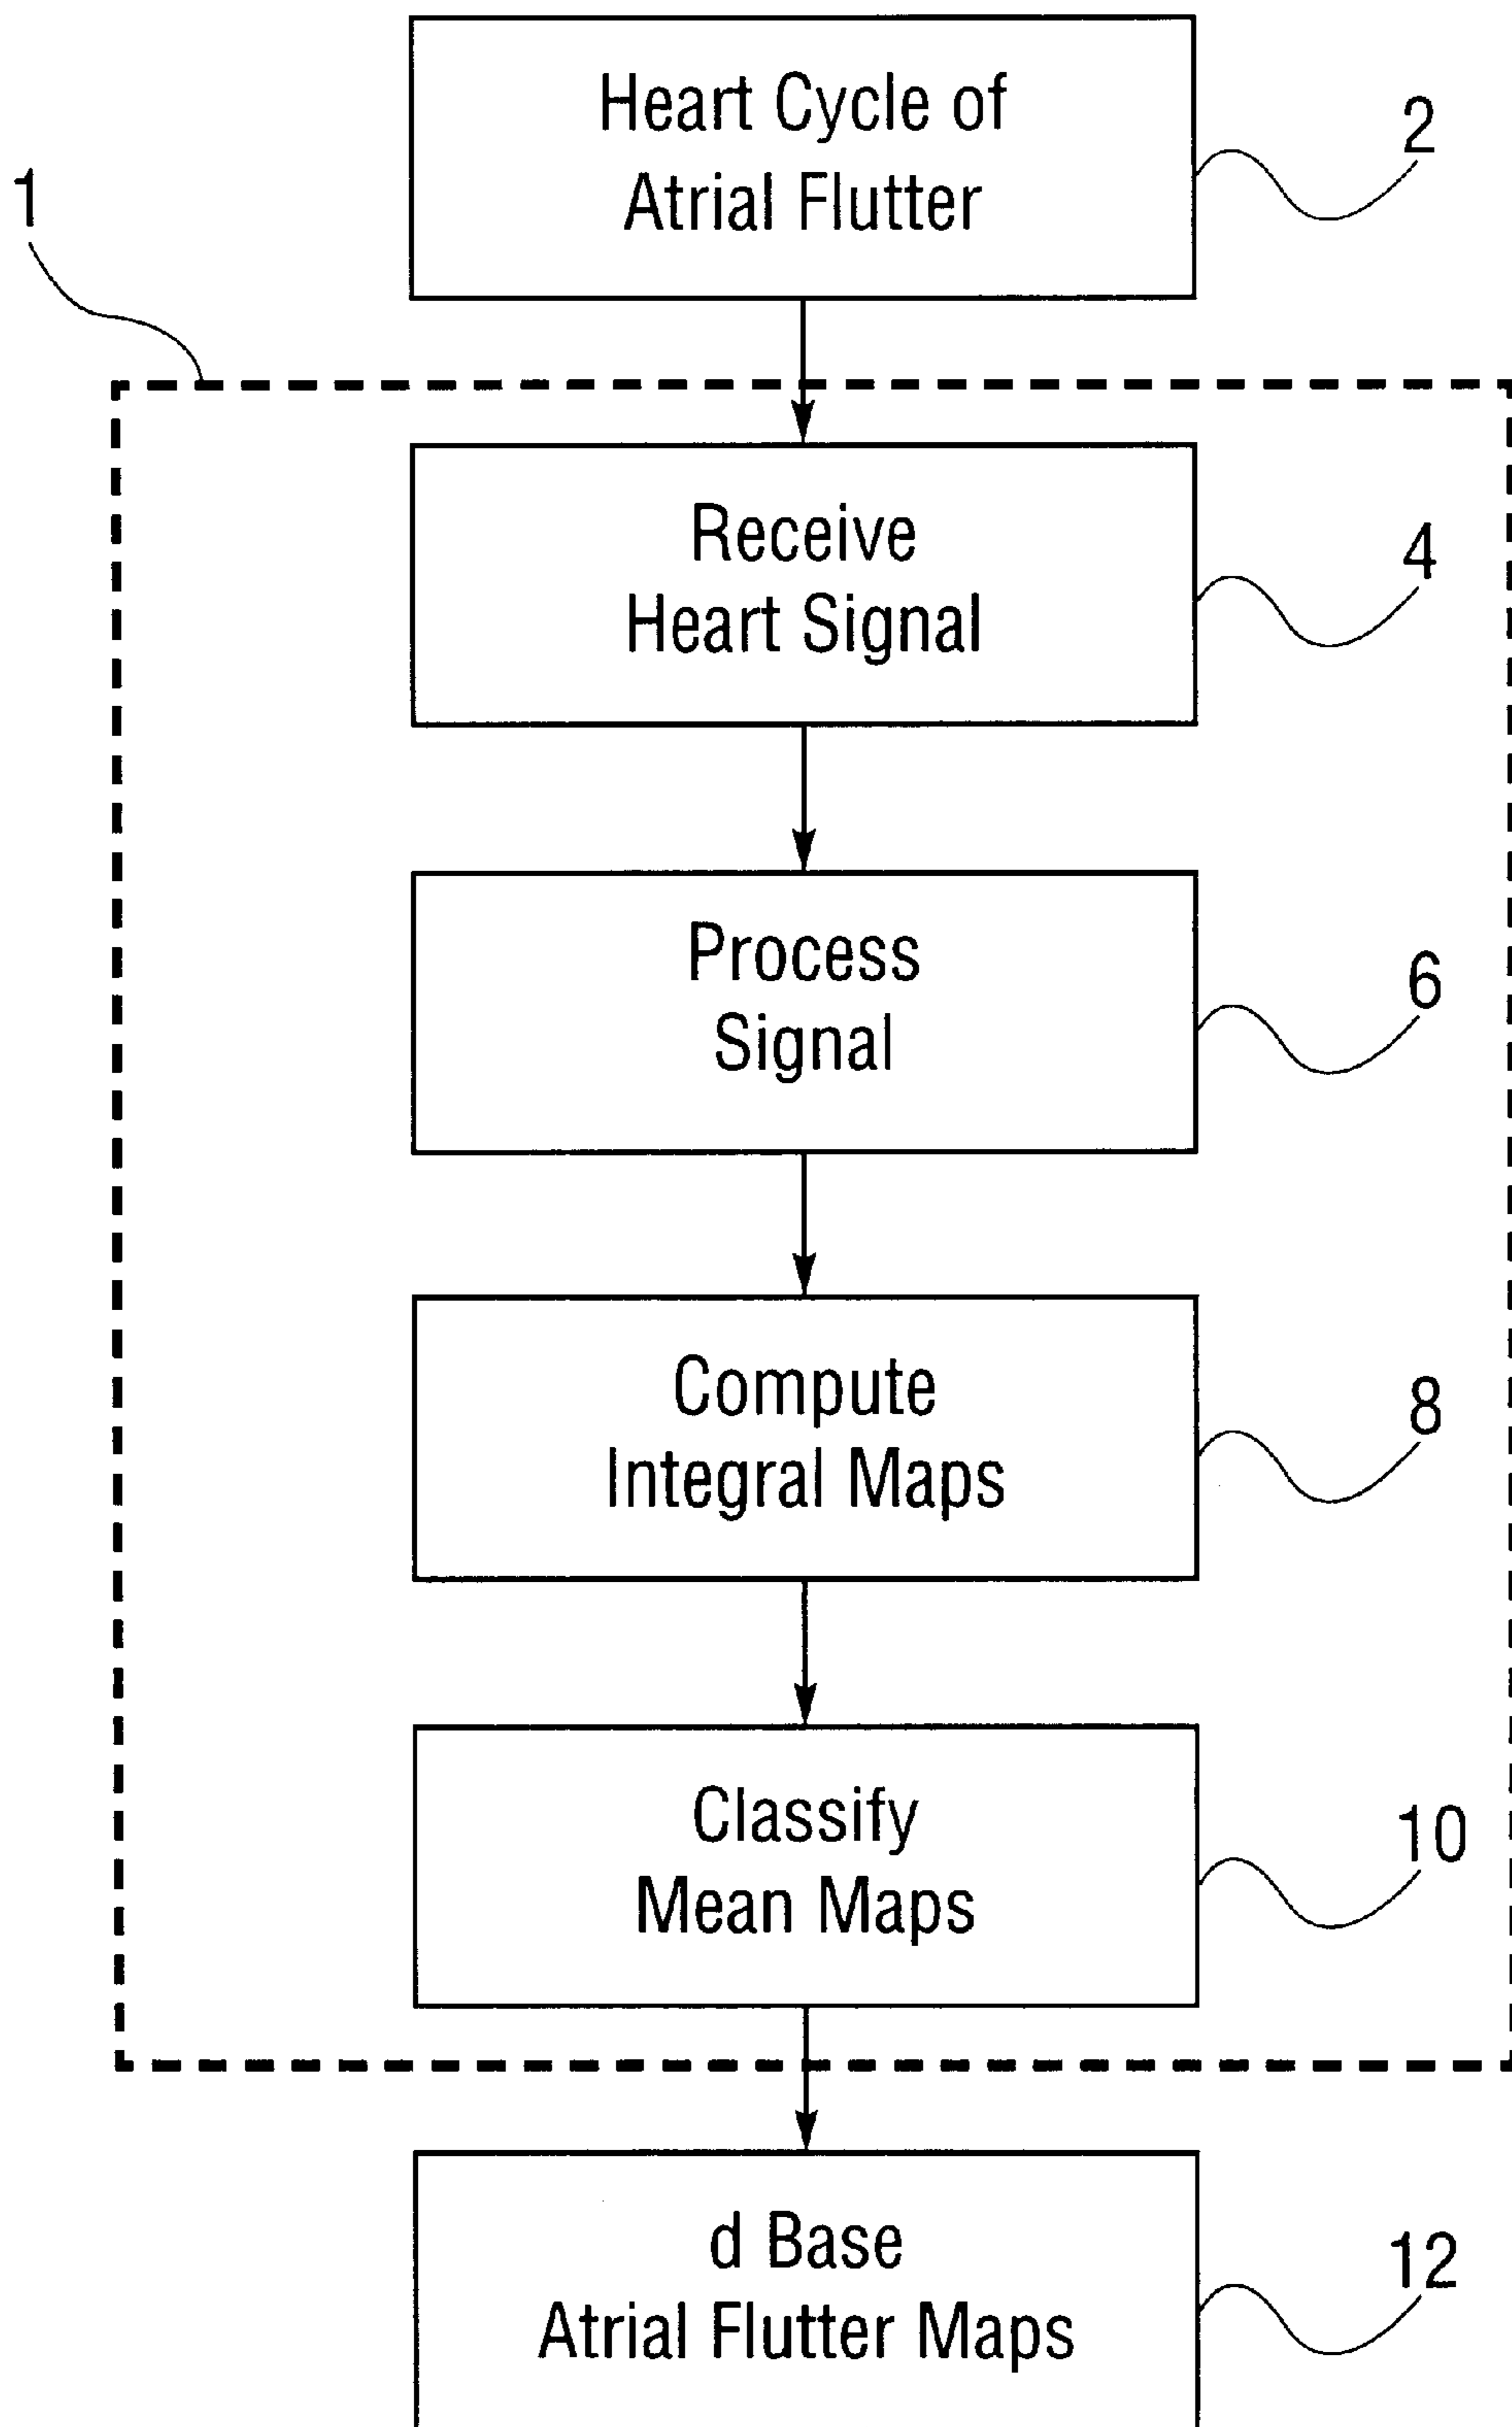 Heart Cycle of
Atrial Flutter
2
1
Receive
Heart Signal
4
Process
Signal
6
Compute
Integral Maps
8
Classify
Mean Maps
10
d Base
Atrial Flutter Maps
12